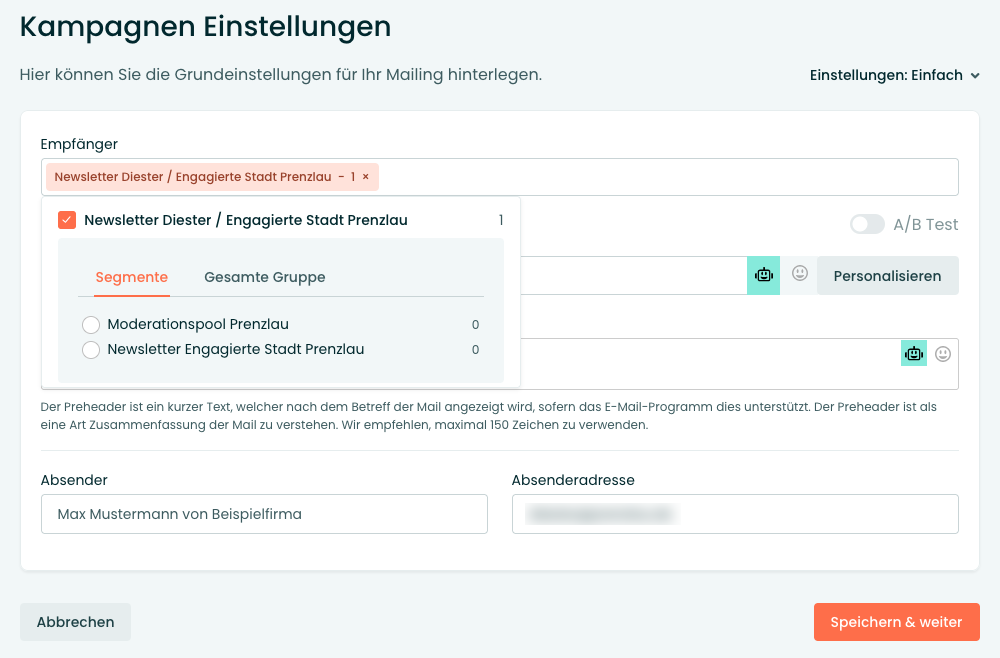 Kampagnen Einstellungen
Hier können Sie die Grundeinstellungen für Ihr Mailing hinterlegen.
Einstellungen: Einfach
Empfänger
Newsletter Diester / Engagierte Stadt Prenzlau - 1 ×
Newsletter Diester / Engagierte Stadt Prenzlau 1
A/B Test
Segmente Gesamte Gruppe
Personalisieren
Moderationspool Prenzlau 0
Newsletter Engagierte Stadt Prenzlau 0
Der Preheader ist ein kurzer Text, welcher nach dem Betreff der Mail angezeigt wird, sofern das E-Mail-Programm dies unterstützt. Der Preheader ist als
eine Art Zusammenfassung der Mail zu verstehen. Wir empfehlen, maximal 150 Zeichen zu verwenden.
Absender
Absenderadresse
Max Mustermann von Beispielfirma
Abbrechen
Speichern & weiter